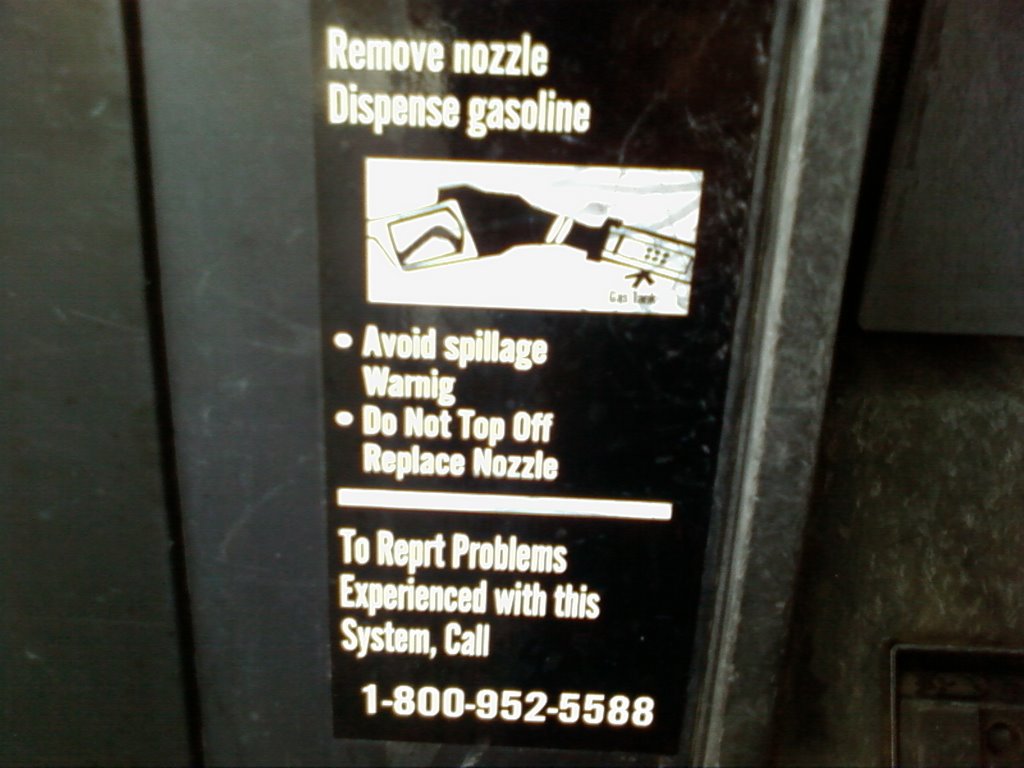 Remove nozzle
Dispense gasoline
Gas Tank
• Avoid spillage
Warnig
• Do Not Top Off
Replace Nozzle
To Reprt Problems
Experienced with this
System, Call
1-800-952-5588